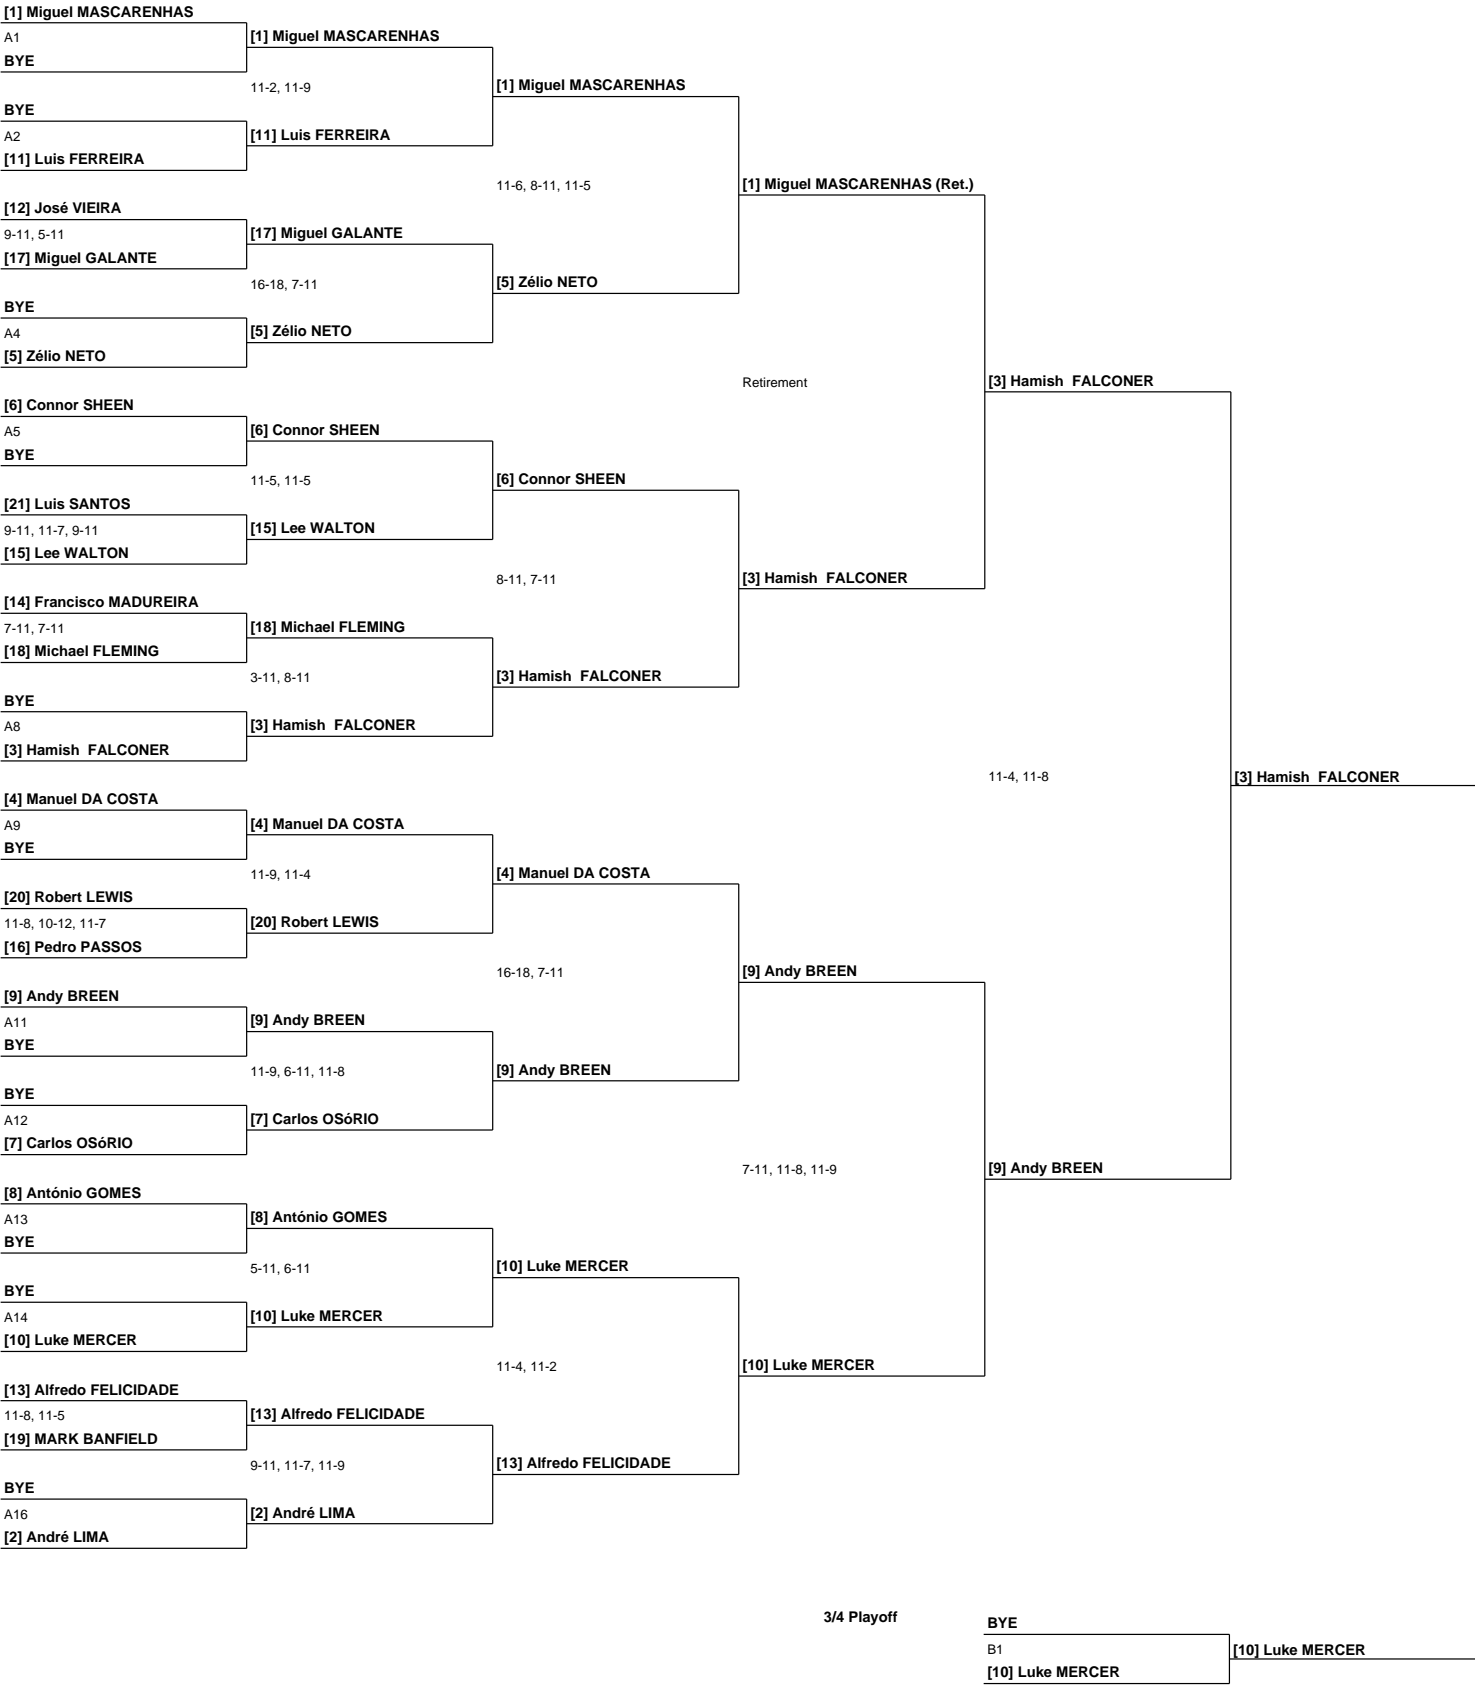 [1] Miguel MASCARENHAS
A1
BYE
BYE
A2
[11] Luis FERREIRA
[12] José VIEIRA
9-11, 5-11
[17] Miguel GALANTE
BYE
A4
[5] Zélio NETO
[6] Connor SHEEN
A5
BYE
[21] Luis SANTOS
9-11, 11-7, 9-11
[15] Lee WALTON
[14] Francisco MADUREIRA
7-11, 7-11
[18] Michael FLEMING
BYE
A8
[3] Hamish  FALCONER
[4] Manuel DA COSTA
A9
BYE
[20] Robert LEWIS
11-8, 10-12, 11-7
[16] Pedro PASSOS
[9] Andy BREEN
A11
BYE
BYE
A12
[7] Carlos OSóRIO
[8] António GOMES
A13
BYE
BYE
A14
[10] Luke MERCER
[13] Alfredo FELICIDADE
11-8, 11-5
[19] MARK BANFIELD
BYE
A16
[2] André LIMA
[1] Miguel MASCARENHAS
11-2, 11-9
[11] Luis FERREIRA
[17] Miguel GALANTE
16-18, 7-11
[5] Zélio NETO
[6] Connor SHEEN
11-5, 11-5
[15] Lee WALTON
[18] Michael FLEMING
3-11, 8-11
[3] Hamish  FALCONER
[4] Manuel DA COSTA
11-9, 11-4
[20] Robert LEWIS
[9] Andy BREEN
11-9, 6-11, 11-8
[7] Carlos OSóRIO
[8] António GOMES
5-11, 6-11
[10] Luke MERCER
[13] Alfredo FELICIDADE
9-11, 11-7, 11-9
[2] André LIMA
[1] Miguel MASCARENHAS
11-6, 8-11, 11-5
[5] Zélio NETO
[6] Connor SHEEN
8-11, 7-11
[3] Hamish  FALCONER
[4] Manuel DA COSTA
16-18, 7-11
[9] Andy BREEN
[10] Luke MERCER
11-4, 11-2
[13] Alfredo FELICIDADE
[1] Miguel MASCARENHAS (Ret.)
Retirement
[3] Hamish  FALCONER
[9] Andy BREEN
7-11, 11-8, 11-9
[10] Luke MERCER
[3] Hamish  FALCONER
11-4, 11-8
[9] Andy BREEN
[3] Hamish  FALCONER
3/4 Playoff
BYE
B1
[10] Luke MERCER
[10] Luke MERCER